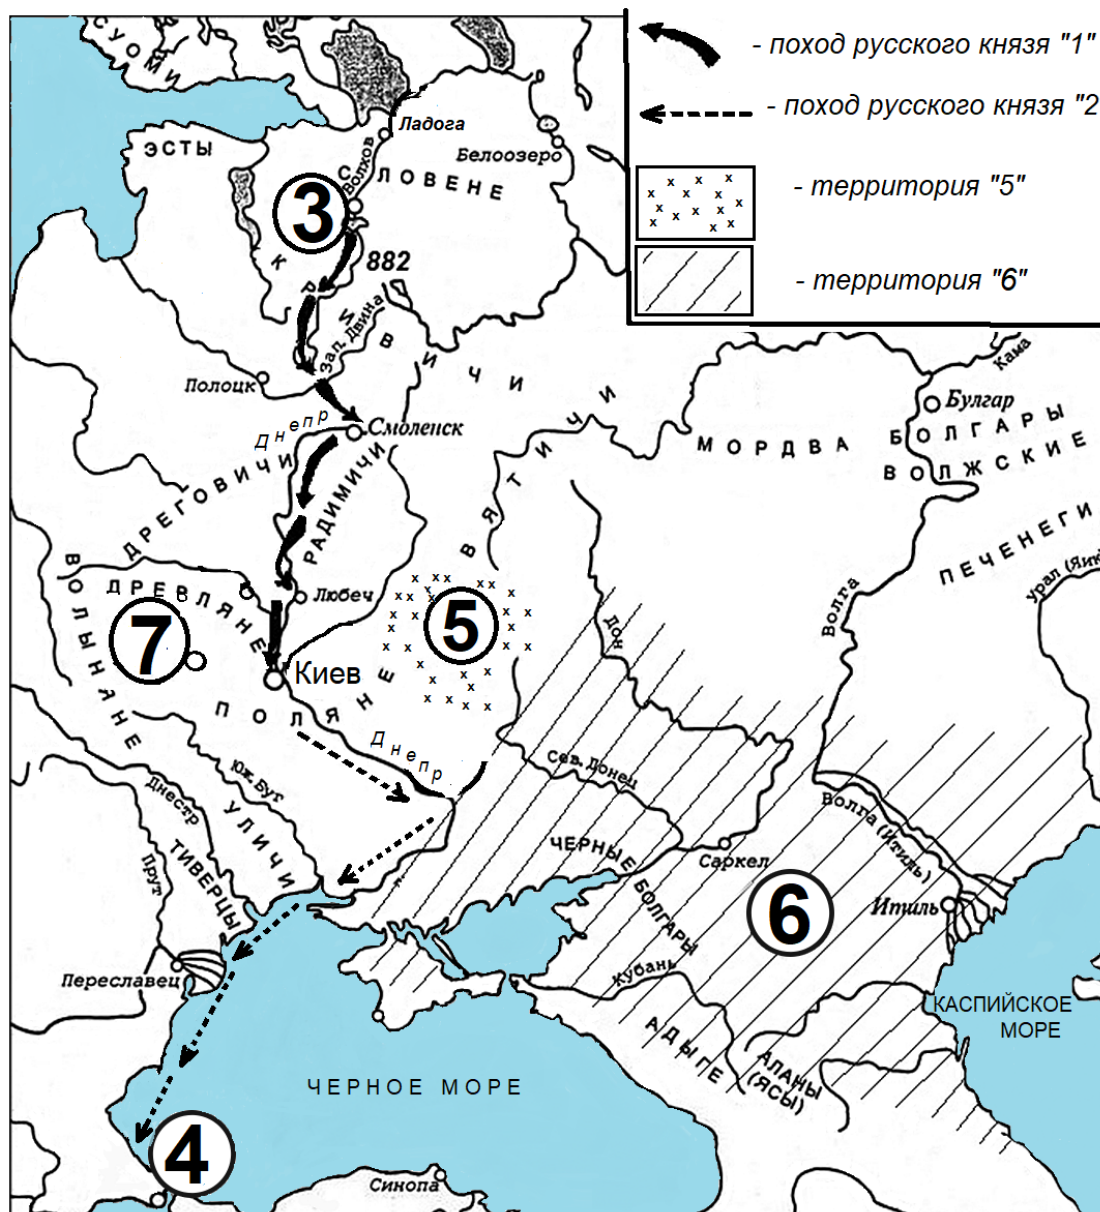 - поход русского князя "1"
- поход русского князя "2
- территория "5"
- территория "6"
СУОМИ
Ладога
Белоозеро
ЭСТЫ
Волхов
СЛОВЕНЕ
3
882
КРИВИЧИ
Зап. Двина
Полоцк
Днепр
Смоленск
Кама
Булгар
БОЛГАРЫ
ВОЛЖСКИЕ
МОРДВА
ВЯТИЧИ
ДРЕГОВИЧИ
РАДИМИЧИ
ПЕЧЕНЕГИ
Урал (Яик)
Волга
ВОЛЫНЯНЕ
ДРЕВЛЯНЕ
Любеч
5
Дон
7
Киев
ПОЛЯНЕ
Днепр
Сев. Донец
Юж. Буг
Днестр
УЛИЧИ
ТИВЕРЦЫ
Прут
ЧЕРНЫЕ
БОЛГАРЫ
Саркел
Волга (Итиль)
6
Итиль
Переславец
Кубань
КАСПИЙСКОЕ
МОРЕ
АДЫГЕ
АЛАНЫ
(ЯСЫ)
ЧЕРНОЕ МОРЕ
4
Синопа